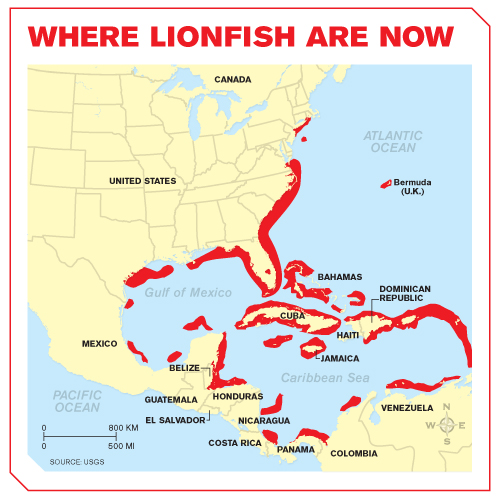 WHERE LIONFISH ARE NOW
CANADA
ATLANTIC
OCEAN
UNITED STATES
Bermuda
(U.K.)
BAHAMAS
Gulf of Mexico
DOMINICAN
REPUBLIC
CUBA
HAITI
MEXICO
JAMAICA
BELIZE
Caribbean Sea
PACIFIC
OCEAN
GUATEMALA
HONDURAS
VENEZUELA
N
W
E
S
EL SALVADOR
NICARAGUA
0 800 KM
0 500 MI
COSTA RICA
PANAMA
COLOMBIA
SOURCE: USGS